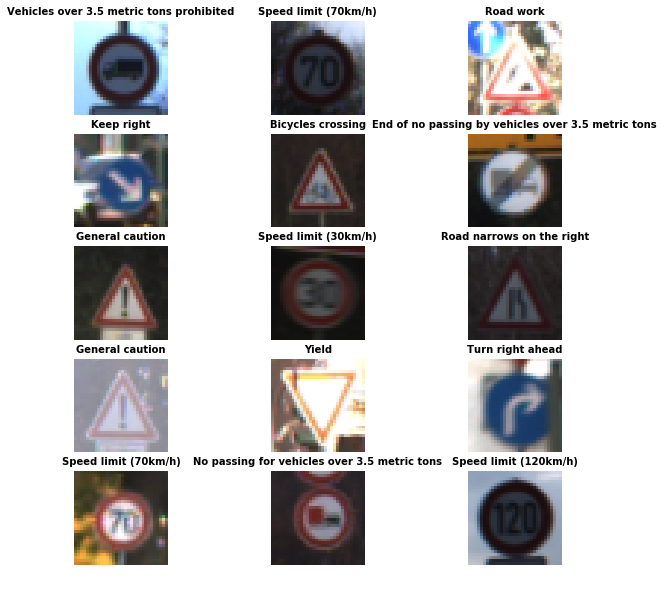 Vehicles over 3.5 metric tons prohibited
Speed limit (70km/h)
Road work
70
Keep right
Bicycles crossing
End of no passing by vehicles over 3.5 metric tons
General caution
Speed limit (30km/h)
Road narrows on the right
30
General caution
Yield
Turn right ahead
Speed limit (70km/h)
No passing for vehicles over 3.5 metric tons
Speed limit (120km/h)
70
120